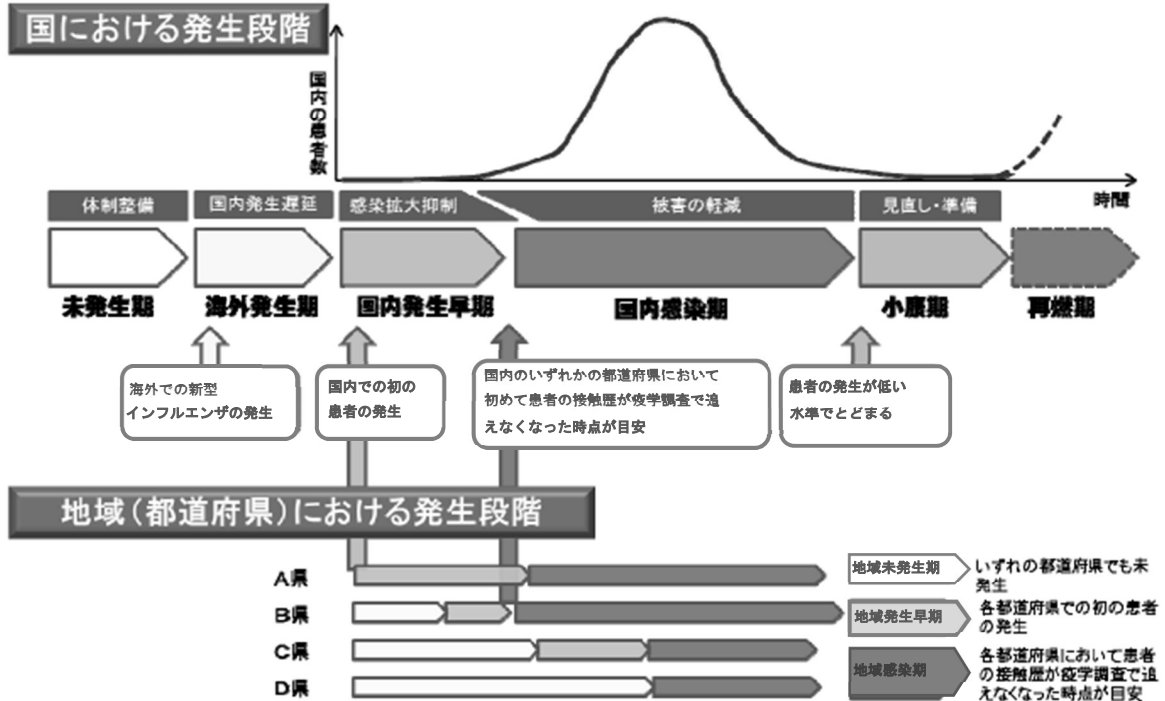 国における発生段階
国内の患者数
時間
体制整備
国内発生遅延
感染拡大抑制
被害の軽減
見直し・準備
未発生期
海外発生期
国内発生早期
国内感染期
小康期
再燃期
海外での新型
インフルエンザの発生
国内での初の
患者の発生
国内のいずれかの都道府県において
初めて患者の接触歴が疫学調査で追
えなくなった時点が目安
患者の発生が低い
水準でとどまる
地域（都道府県）における発生段階
A県
B県
C県
D県
地域未発生期
いずれの都道府県でも未
発生
地域発生早期
各都道府県での初の患者
の発生
地域感染期
各都道府県において患者
の接触歴が疫学調査で追
えなくなった時点が目安